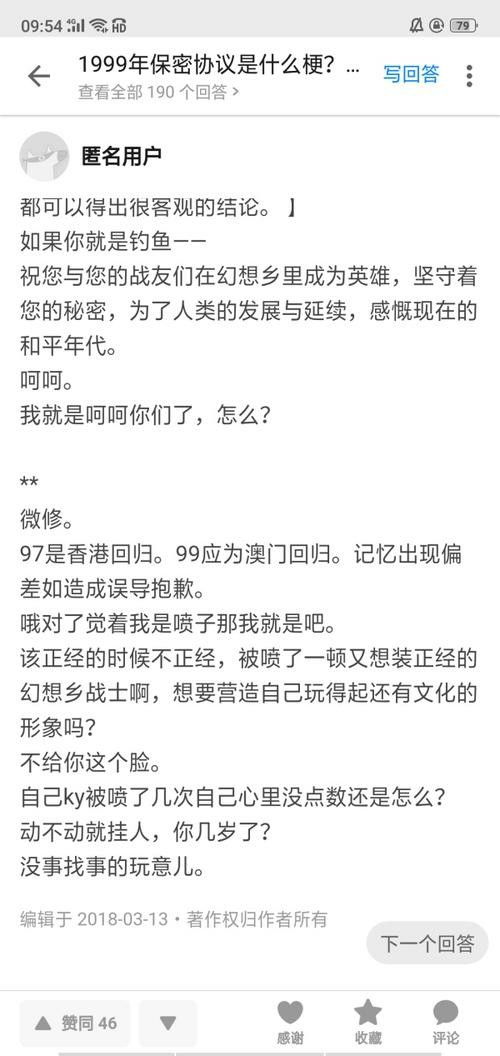 09:54 4G HD 79
1999年保密协议是什么梗？...
写回答
查看全部 190 个回答 >
匿名用户
都可以得出很客观的结论。】
如果你就是钓鱼——
祝您与您的战友们在幻想乡里成为英雄，坚守着
您的秘密，为了人类的发展与延续，感慨现在的
和平年代。
呵呵。
我就是呵呵你们了，怎么？
**
微修。
97是香港回归。99应为澳门回归。记忆出现偏
差如造成误导抱歉。
哦对了觉着我是喷子那我就是吧。
该正经的时候不正经，被喷了一顿又想装正经的
幻想乡战士啊，想要营造自己玩得起还有文化的
形象吗？
不给你这个脸。
自己ky被喷了几次自己心里没点数还是怎么？
动不动就挂人，你几岁了？
没事找事的玩意儿。
编辑于 2018-03-13・著作权归作者所有
下一个回答
赞同 46
感谢
收藏
评论